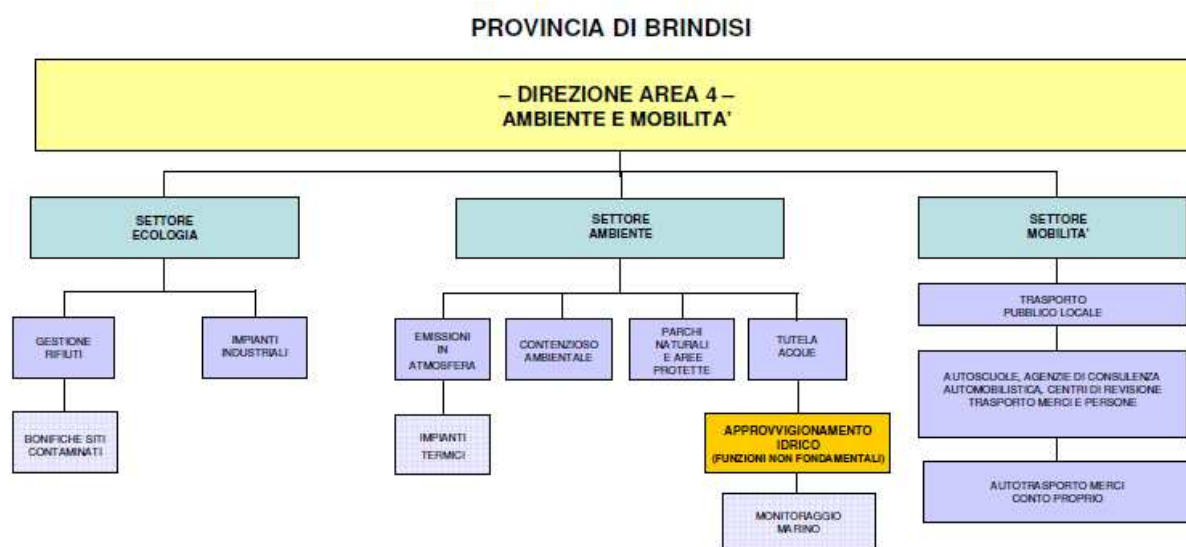 PROVINCIA DI BRINDISI
– DIREZIONE AREA 4 –
AMBIENTE E MOBILITA'
SETTORE
ECOLOGIA
SETTORE
AMBIENTE
SETTORE
MOBILITA'
GESTIONE
RIFIUTI
IMPIANTI
INDUSTRIALI
BONIFICHE SITI
CONTAMINATI
EMISSIONI
IN
ATMOSFERA
CONTENZIOSO
AMBIENTALE
PARCHI
NATURALI
E AREE
PROTETTE
TUTELA
ACQUE
IMPIANTI
TERMICI
APPROVVIGIONAMENTO
IDRICO
(FUNZIONI NON FONDAMENTALI)
MONITORAGGIO
MARINO
TRASPORTO
PUBBLICO LOCALE
AUTOSCUOLE, AGENZIE DI CONSULENZA
AUTOMOBILISTICA, CENTRI DI REVISIONE
TRASPORTO MERCI E PERSONE
AUTOTRASPORTO MERCI
CONTO PROPRIO